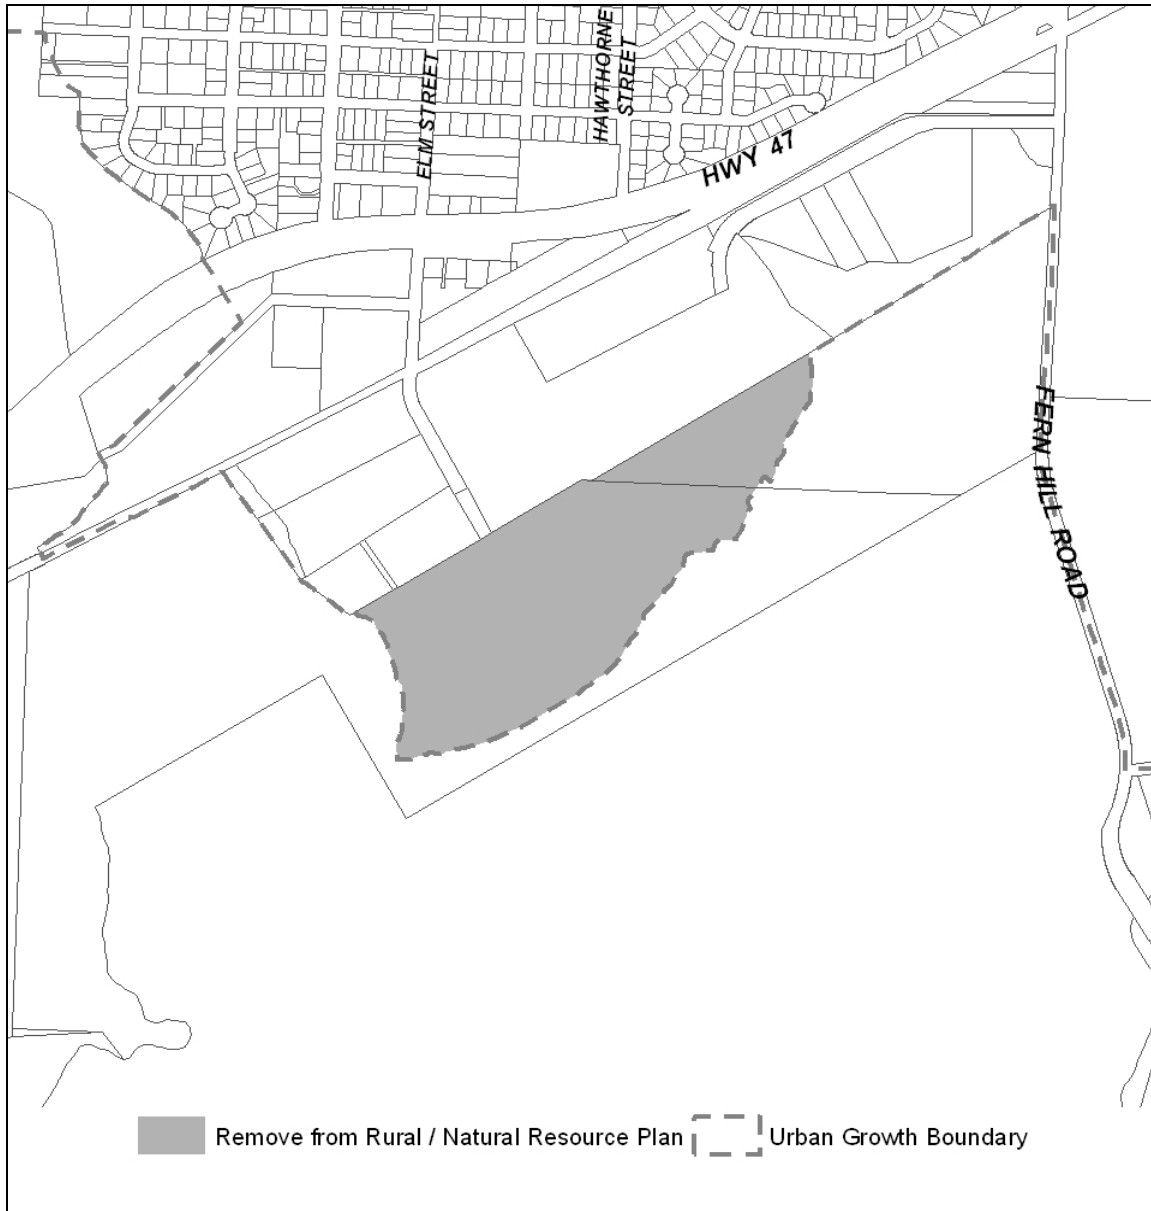 HAWTHORNE
STREET
ELM STREET
HWY 47
FERN HILL ROAD
Remove from Rural / Natural Resource Plan
Urban Growth Boundary